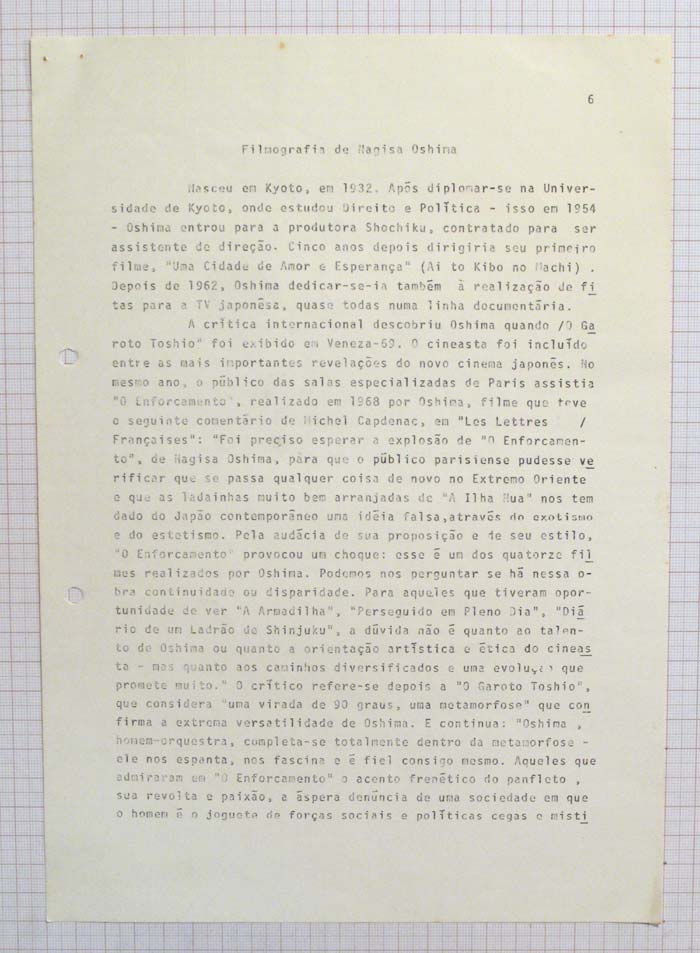 6
Filmografia de Nagisa Oshima
Nasceu em Kyoto, em 1932. Após diplomar-se na Univer-
sidade de Kyoto, onde estudou Direito e Política - isso em 1954
- Oshima entrou para a produtora Shochiku, contratado para ser
assistente de direção. Cinco anos depois dirigiria seu primejro
filme, "Uma Cidade de Amor e Esperança" (Ai to Kibo no Machi) .
Depois de 1962, Oshima dedicar-se-ia também à realização de fi
tas para a TV japonêsa, quase todas numa linha documentária.
A crítica internacional descobriu Oshima quando /O Ga
roto Toshio" foi exibido em Veneza-69. O cineasta foi incluído
entre as mais importantes revelações do novo cinema japonês. No
mesmo ano, o público das salas especializadas de Paris assistia
"O Enforcamento", realizado em 1968 por Oshima, filme que teve
o seguinte comentário de Michel Capdenac, em "Les Lettres /
Françaises": "Foi preciso esperar a explosão de "O Enforcamen-
to", de Nagisa Oshima, para que o público parisiense pudesse ve
rificar que se passa qualquer coisa de novo no Extremo Oriente
e que as ladainhas muito bem arranjadas de "A Ilha Nua" nos tem
dado do Japão contemporâneo uma idéia falsa,através do exotismo
e do estetismo. Pela audácia de sua proposição e de seu estilo,
"O Enforcamento" provocou um choque: esse é um dos quatorze fil
mes realizados por Oshima. Podemos nos perguntar se há nessa o-
bra continuidade ou disparidade. Para aqueles que tiveram opor-
tunidade de ver "A Armadilha", "Perseguido em Pleno Dia", "Diá
rio de um Ladrão de Shinjuku", a dúvida não é quanto ao talen-
to de Oshima ou quanto a orientação artística e ética do cineas
ta - mas quanto aos caminhos diversificados e uma evolução que
promete muito." O crítico refere-se depois a "O Garoto Toshio",
que considera "uma virada de 90 graus, uma metamorfose" que con
firma a extrema versatilidade de Oshima. E continua: "Oshima ,
homem-orquestra, completa-se totalmente dentro da metamorfose -
ele nos espanta, nos fascina e é fiel consigo mesmo. Aqueles que
admiraram em "O Enforcamento" o acento frenético do panfleto ,
sua revolta e paixão, a áspera denúncia de uma sociedade em que
o homem é o joguete de forças sociais e políticas cegas e misti